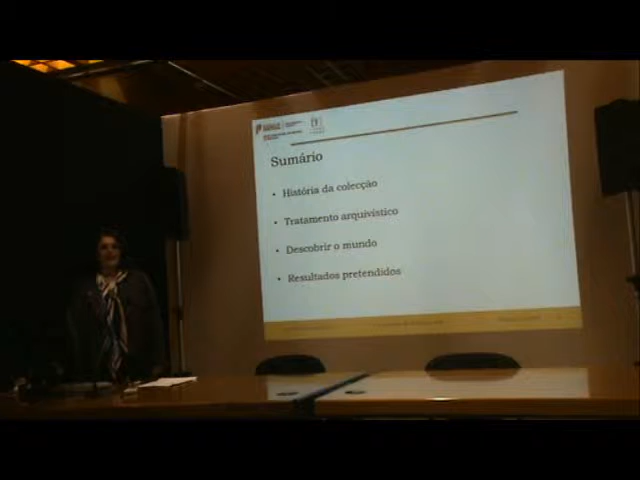 Sumário
• História da colecção
• Tratamento arquivístico
• Descobrir o mundo
• Resultados pretendidos